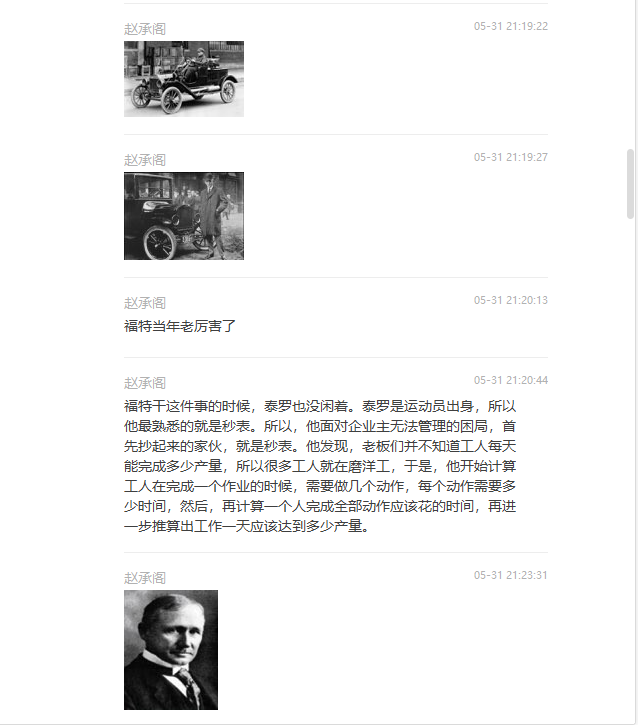 赵承阁 05-31 21:19:22
赵承阁 05-31 21:19:27
赵承阁 05-31 21:20:13
福特当年老厉害了
赵承阁 05-31 21:20:44
福特干这件事的时候，泰罗也没闲着。泰罗是运动员出身，所以
他最熟悉的就是秒表。所以，他面对企业主无法管理的困局，首
先抄起来的家伙，就是秒表。他发现，老板们并不知道工人每天
能完成多少产量，所以很多工人就在磨洋工，于是，他开始计算
工人在完成一个作业的时候，需要做几个动作，每个动作需要多
少时间，然后，再计算一个人完成全部动作应该花的时间，再进
一步推算出工作一天应该达到多少产量。
赵承阁 05-31 21:23:31